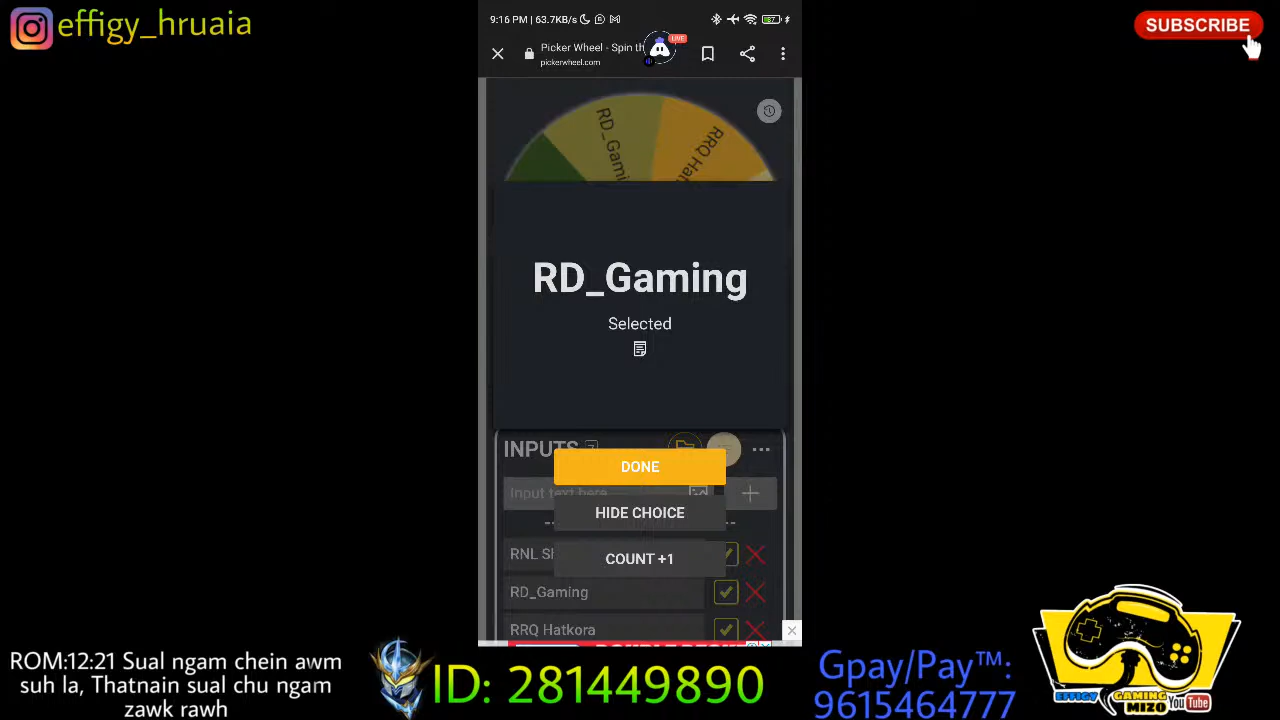 effigy_hruaia
SUBSCRIBE
9:16 PM | 63.7KB/s
67
LIVE
Picker Wheel - Spin th
pickerwheel.com
RD_Gami
RRQ Hat
RD_Gaming
Selected
INPUTS 7
DONE
Input text here
HIDE CHOICE
RNL S
COUNT +1
RD_Gaming
RRQ Hatkora
ROM:12:21 Sual ngam chein awm
suh la, Thatnain sual chu ngam
zawk rawh
ID: 281449890
Gpay/Pay™:
9615464777
EFFIGY GAMING
MIZO YouTube